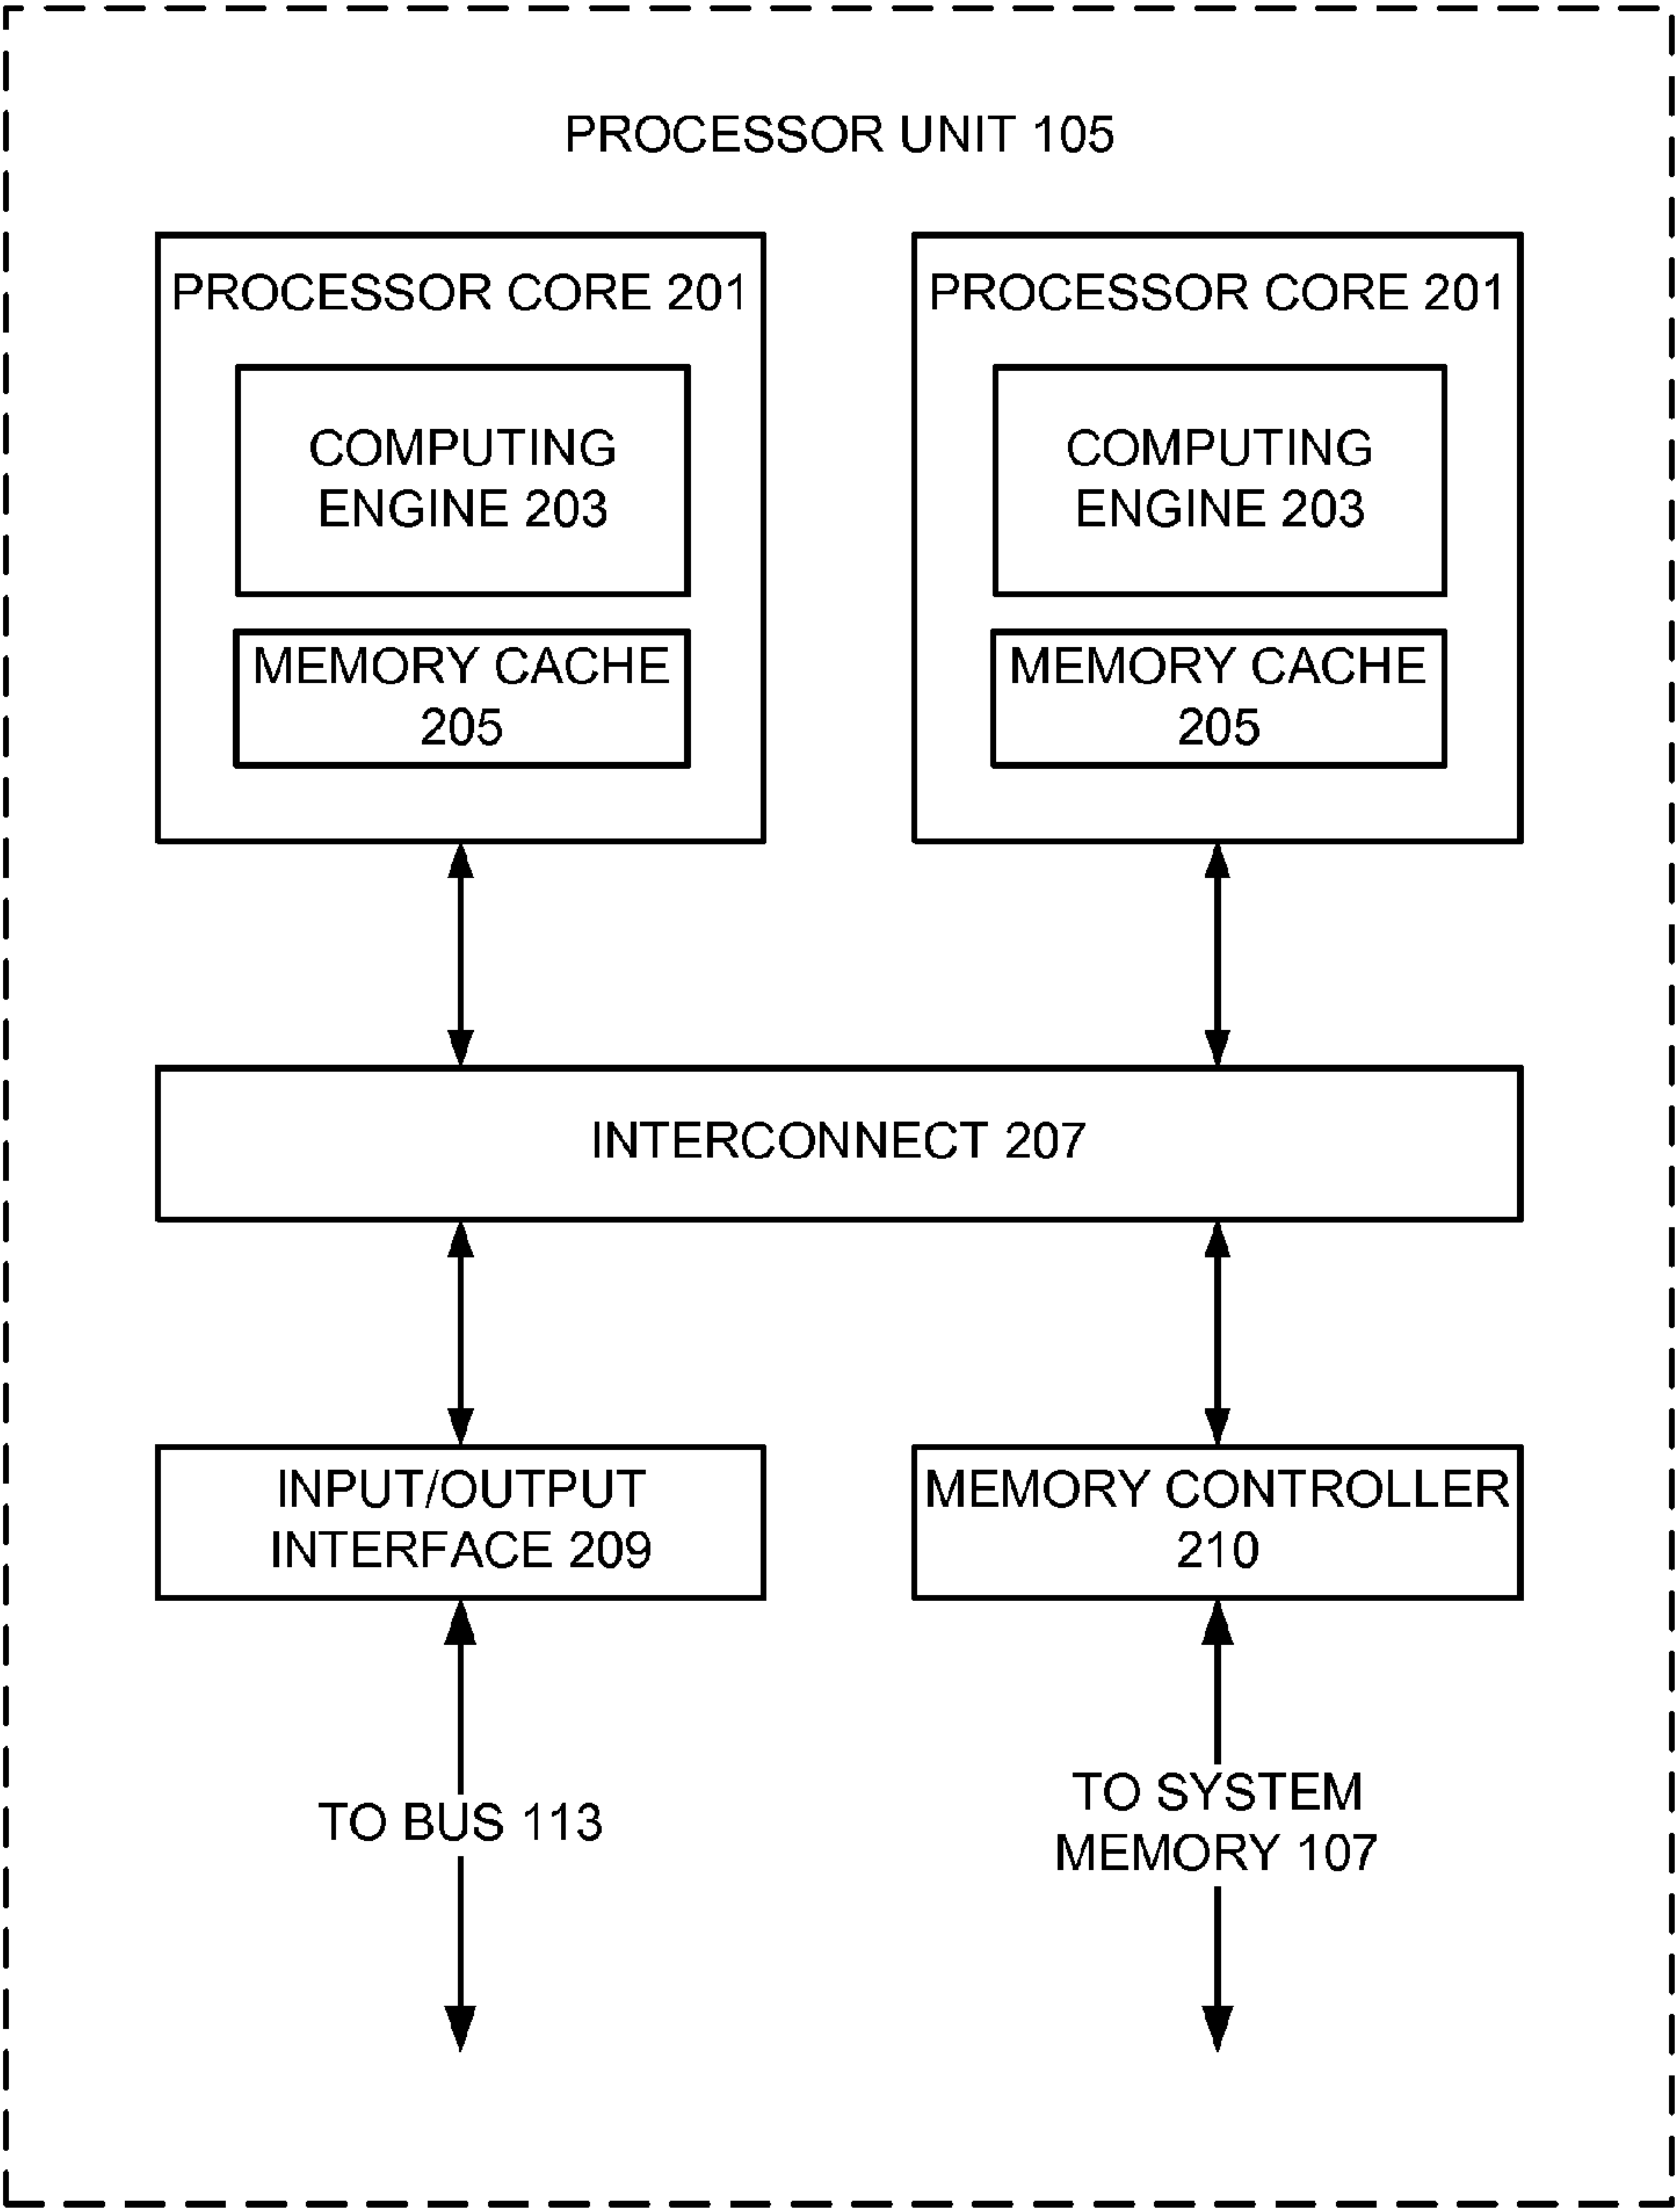 PROCESSOR UNIT 105
PROCESSOR CORE 201
COMPUTING
ENGINE 203
MEMORY CACHE
205
PROCESSOR CORE 201
COMPUTING
ENGINE 203
MEMORY CACHE
205
INTERCONNECT 207
INPUT/OUTPUT
INTERFACE 209
MEMORY CONTROLLER
210
TO BUS 113
TO SYSTEM
MEMORY 107